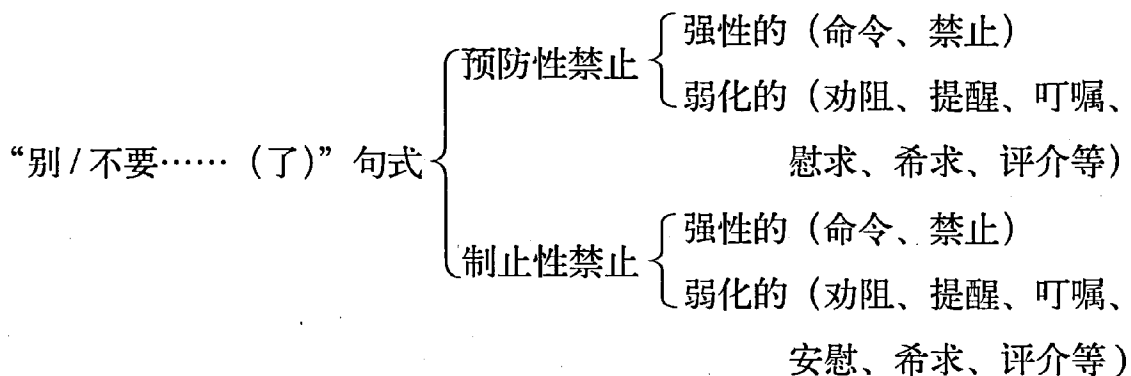 强性的（命令、禁止）
预防性禁止
弱化的（劝阻、提醒、叮嘱、
“别/不要……（了）”句式
慰求、希求、评介等）
强性的（命令、禁止）
制止性禁止
弱化的（劝阻、提醒、叮嘱、
安慰、希求、评介等）